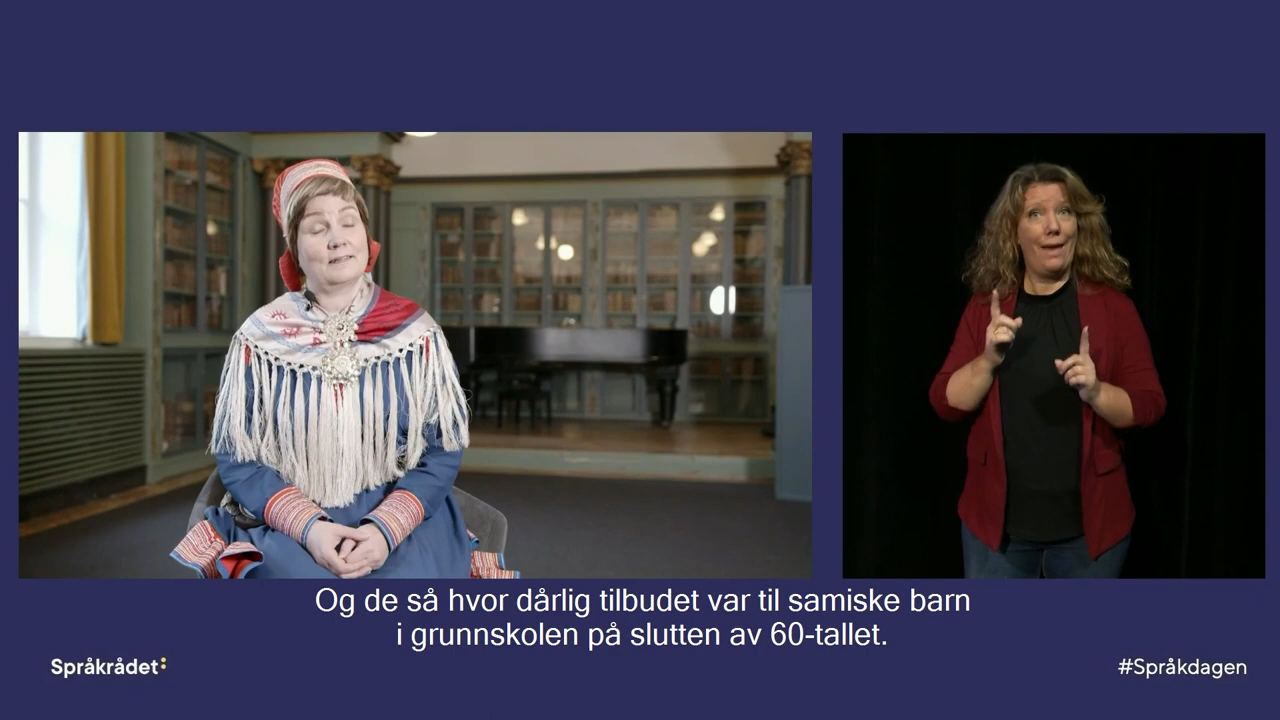 Og de så hvor dårlig tilbudet var til samiske barn
i grunnskolen på slutten av 60-tallet.
Språkrådet:
#Språkdagen